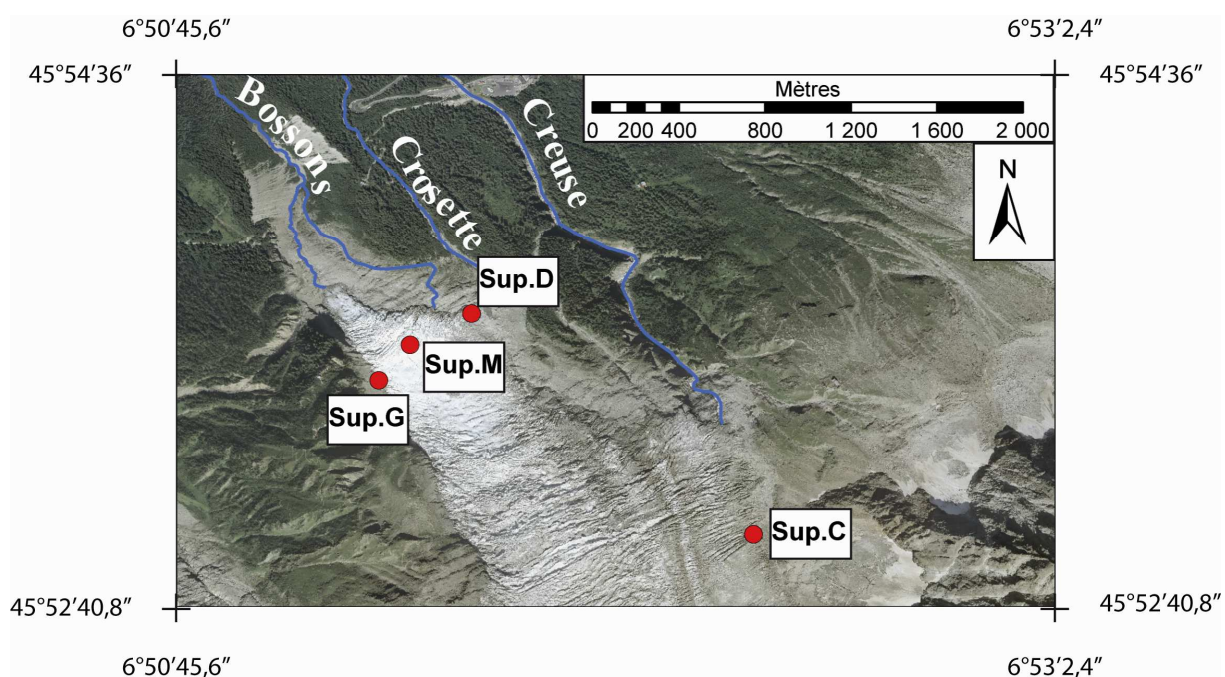 6°50'45,6"
6°53'2,4"
45°54'36"
45°54'36"
Mètres
0 200 400 800 1 200 1 600 2 000
N
Bossons
Crosette
Creuse
Sup.D
Sup.M
Sup.G
Sup.C
45°52'40,8"
45°52'40,8"
6°50'45,6"
6°53'2,4"